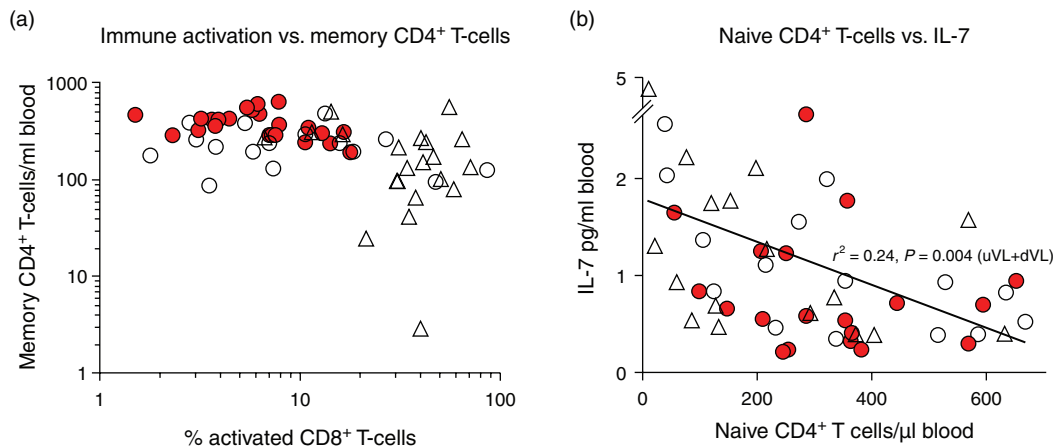 (a)
Immune activation vs. memory CD4+ T-cells
Memory CD4+ T-cells/ml blood
1000
100
10
1
1
10
100
% activated CD8+ T-cells
(b)
Naive CD4+ T-cells vs. IL-7
IL-7 pg/ml blood
5
2
1
0
r2 = 0.24, P = 0.004 (uVL+dVL)
0
200
400
600
Naive CD4+ T cells/µl blood